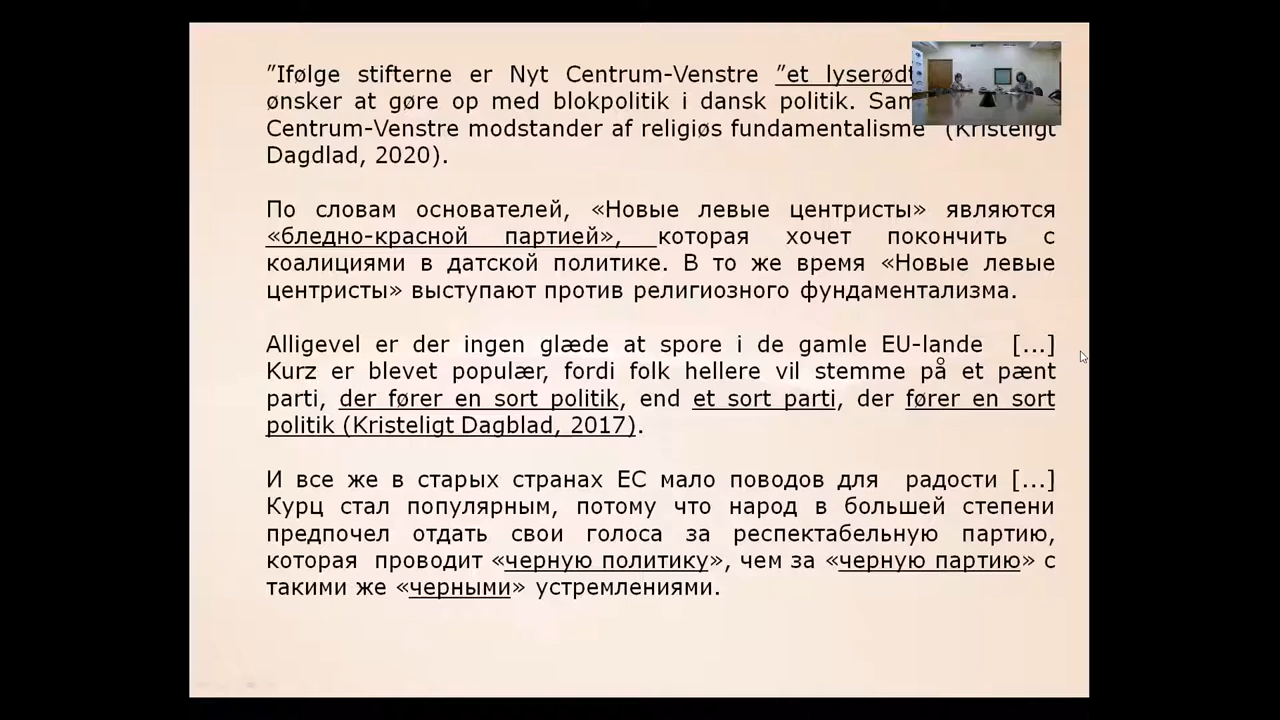 ”Ifølge stifterne er Nyt Centrum-Venstre ”et lyserødt
ønsker at gøre op med blokpolitik i dansk politik.
Centrum-Venstre modstander af religiøs fundamentalisme (Kristeligt
Dagdlad, 2020).
По словам основателей, «Новые левые центристы» являются
«бледно-красной партией», которая хочет покончить с
коалициями в датской политике. В то же время «Новые левые
центристы» выступают против религиозного фундаментализма.
Alligevel er der ingen glæde at spore i de gamle EU-lande [...]
Kurz er blevet populær, fordi folk hellere vil stemme på et pænt
parti, der fører en sort politik, end et sort parti, der fører en sort
politik (Kristeligt Dagblad, 2017).
И все же в старых странах ЕС мало поводов для радости [...]
Курц стал популярным, потому что народ в большей степени
предпочел отдать свои голоса за респектабельную партию,
которая проводит «черную политику», чем за «черную партию» с
такими же «черными» устремлениями.